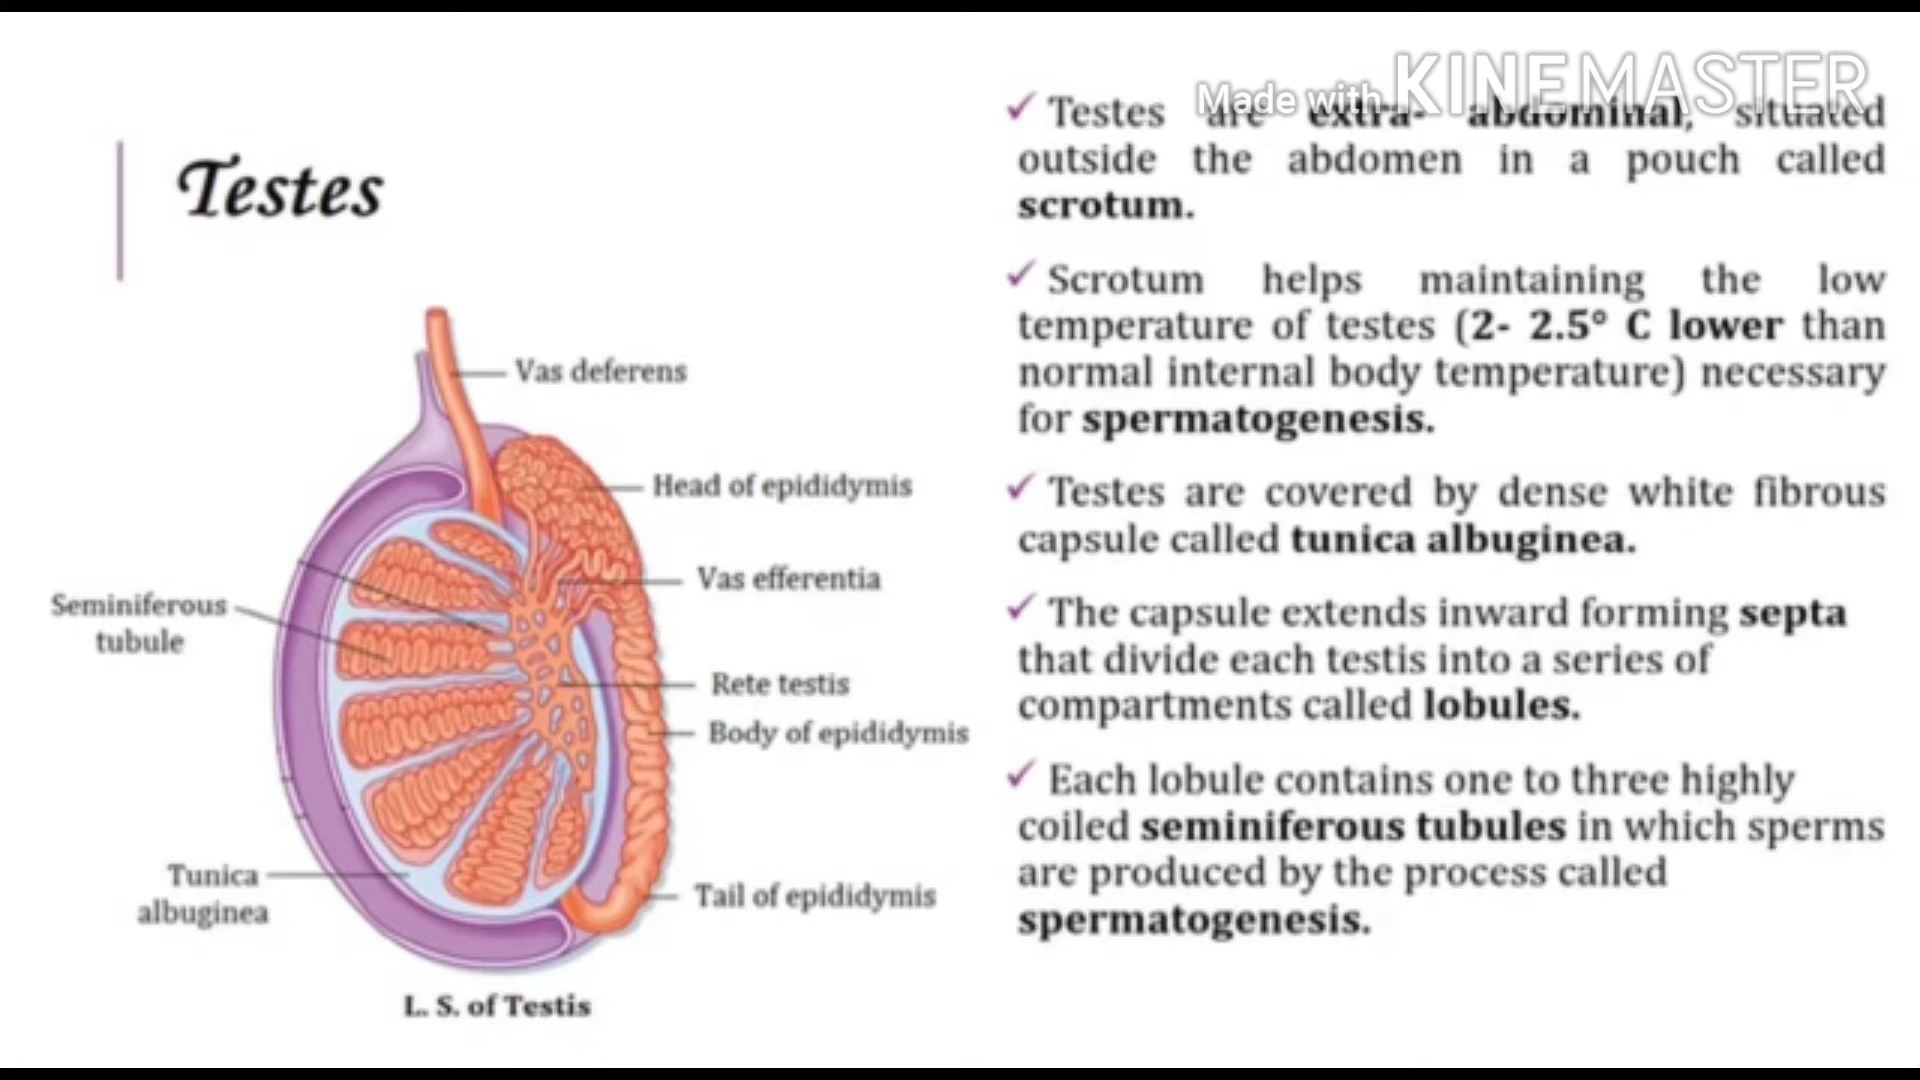 Made with KINEMASTER
Testes
Vas deferens
Head of epididymis
Vas efferentia
Seminiferous
tubule
Rete testis
Body of epididymis
Tunica
albuginea
Tail of epididymis
L. S. of Testis
✓ Testes are extra- abdominal, situated
outside the abdomen in a pouch called
scrotum.
✓ Scrotum helps maintaining the low
temperature of testes (2- 2.5° C lower than
normal internal body temperature) necessary
for spermatogenesis.
✓ Testes are covered by dense white fibrous
capsule called tunica albuginea.
✓ The capsule extends inward forming septa
that divide each testis into a series of
compartments called lobules.
✓ Each lobule contains one to three highly
coiled seminiferous tubules in which sperms
are produced by the process called
spermatogenesis.